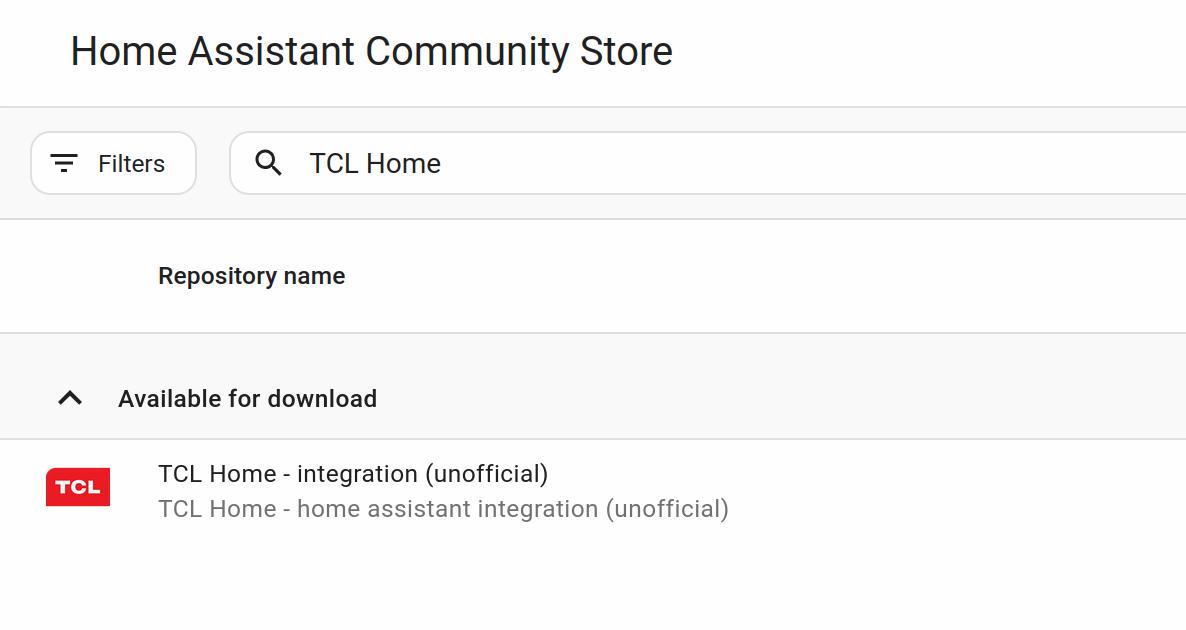 Home Assistant Community Store
Filters
TCL Home
Repository name
Available for download
TCL
TCL Home - integration (unofficial)
TCL Home - home assistant integration (unofficial)